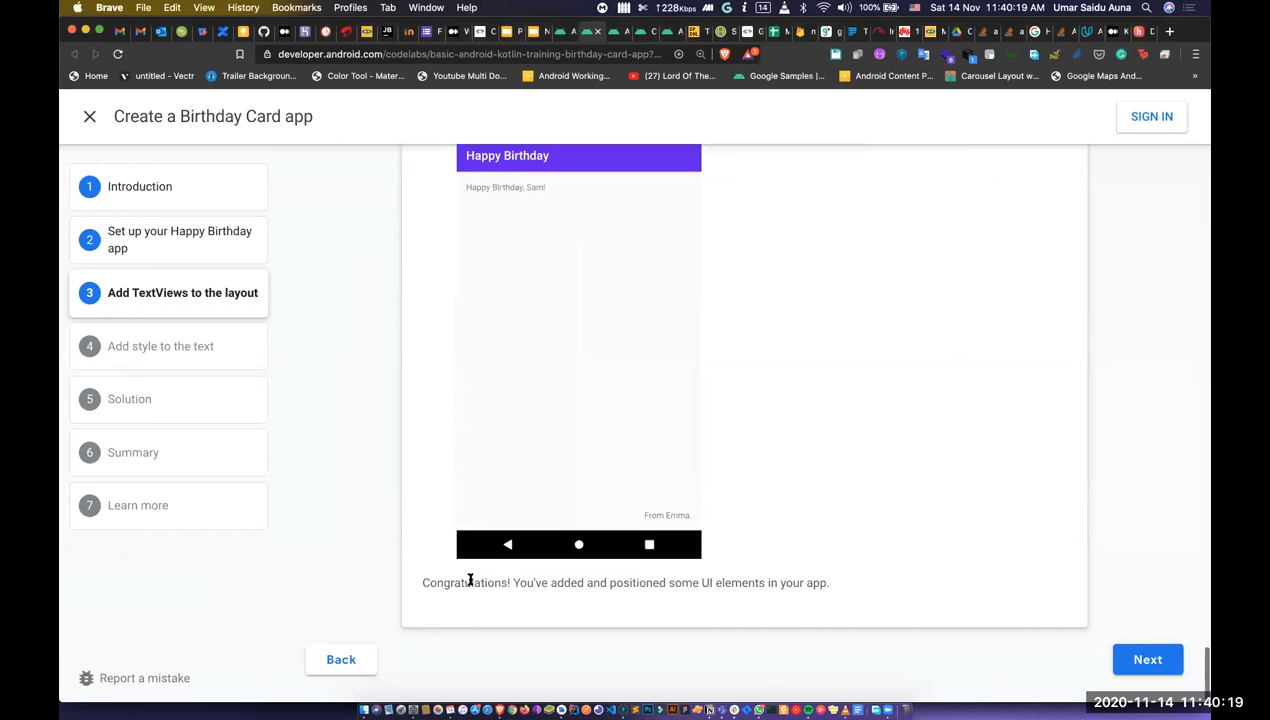 Brave File Edit View History Bookmarks Profiles Tab Window Help 14 100% Sat 14 Nov 11:40:19 AM Umar Saidu Auna
developer.android.com/codelabs/basic-android-kotlin-training-birthday-card-app?...
Home untitled - Vectr Trailer Backgroun... Color Tool - Mater... Youtube Multi Do... Android Working... (27) Lord Of The... Google Samples |... Android Content P... Carousel Layout w... Google Maps And... »
Create a Birthday Card app
SIGN IN
1 Introduction
2 Set up your Happy Birthday
app
3 Add TextViews to the layout
4 Add style to the text
5 Solution
6 Summary
7 Learn more
Happy Birthday
Happy Birthday, Sam!
From Emma.
Congratulations! You've added and positioned some UI elements in your app.
Back
Next
Report a mistake
2020-11-14 11:40:19